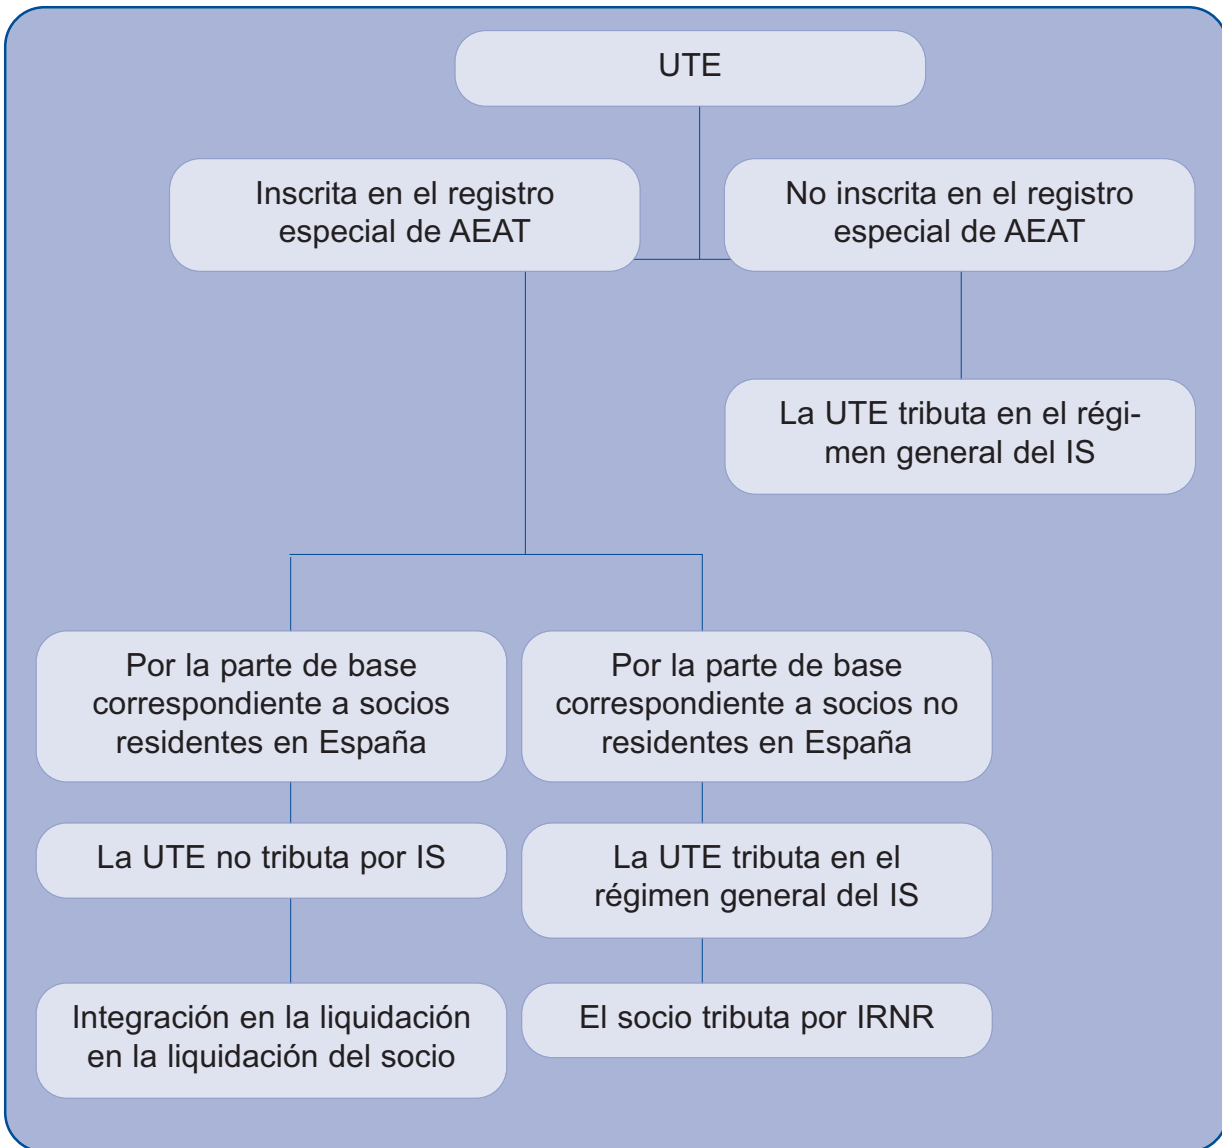 UTE
Inscrita en el registro
especial de AEAT
No inscrita en el registro
especial de AEAT
La UTE tributa en el régi-
men general del IS
Por la parte de base
correspondiente a socios
residentes en España
Por la parte de base
correspondiente a socios no
residentes en España
La UTE no tributa por IS
La UTE tributa en el
régimen general del IS
Integración en la liquidación
en la liquidación del socio
El socio tributa por IRNR